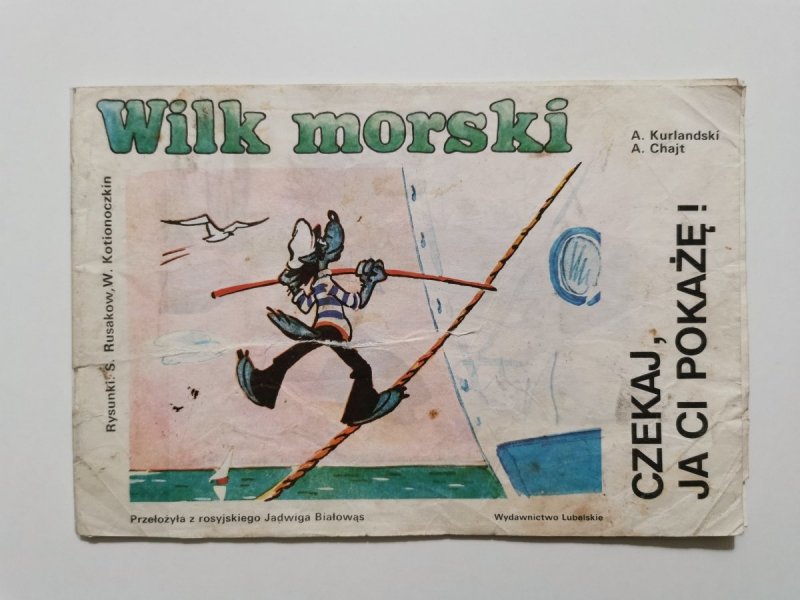 Wilk morski
A. Kurlandski
A. Chajt
Rysunki: S. Rusakow, W. Kotionoczkin
CZEKAJ,
JA CI POKAŻĘ!
Przełożyła z rosyjskiego Jadwiga Białowąs
Wydawnictwo Lubelskie